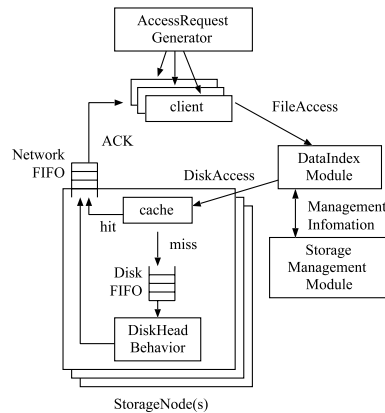 AccessRequest
Generator
client
FileAccess
ACK
Network
FIFO
DataIndex
Module
DiskAccess
cache
hit
miss
Management
Infomation
Storage
Management
Module
Disk
FIFO
DiskHead
Behavior
StorageNode(s)